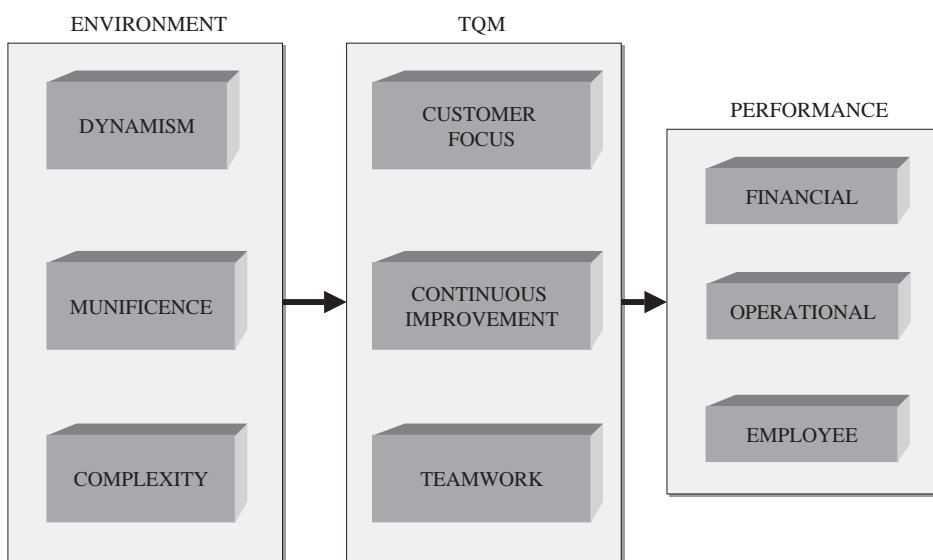 ENVIRONMENT
DYNAMISM
MUNIFICENCE
COMPLEXITY
TQM
CUSTOMER
FOCUS
CONTINUOUS
IMPROVEMENT
TEAMWORK
PERFORMANCE
FINANCIAL
OPERATIONAL
EMPLOYEE